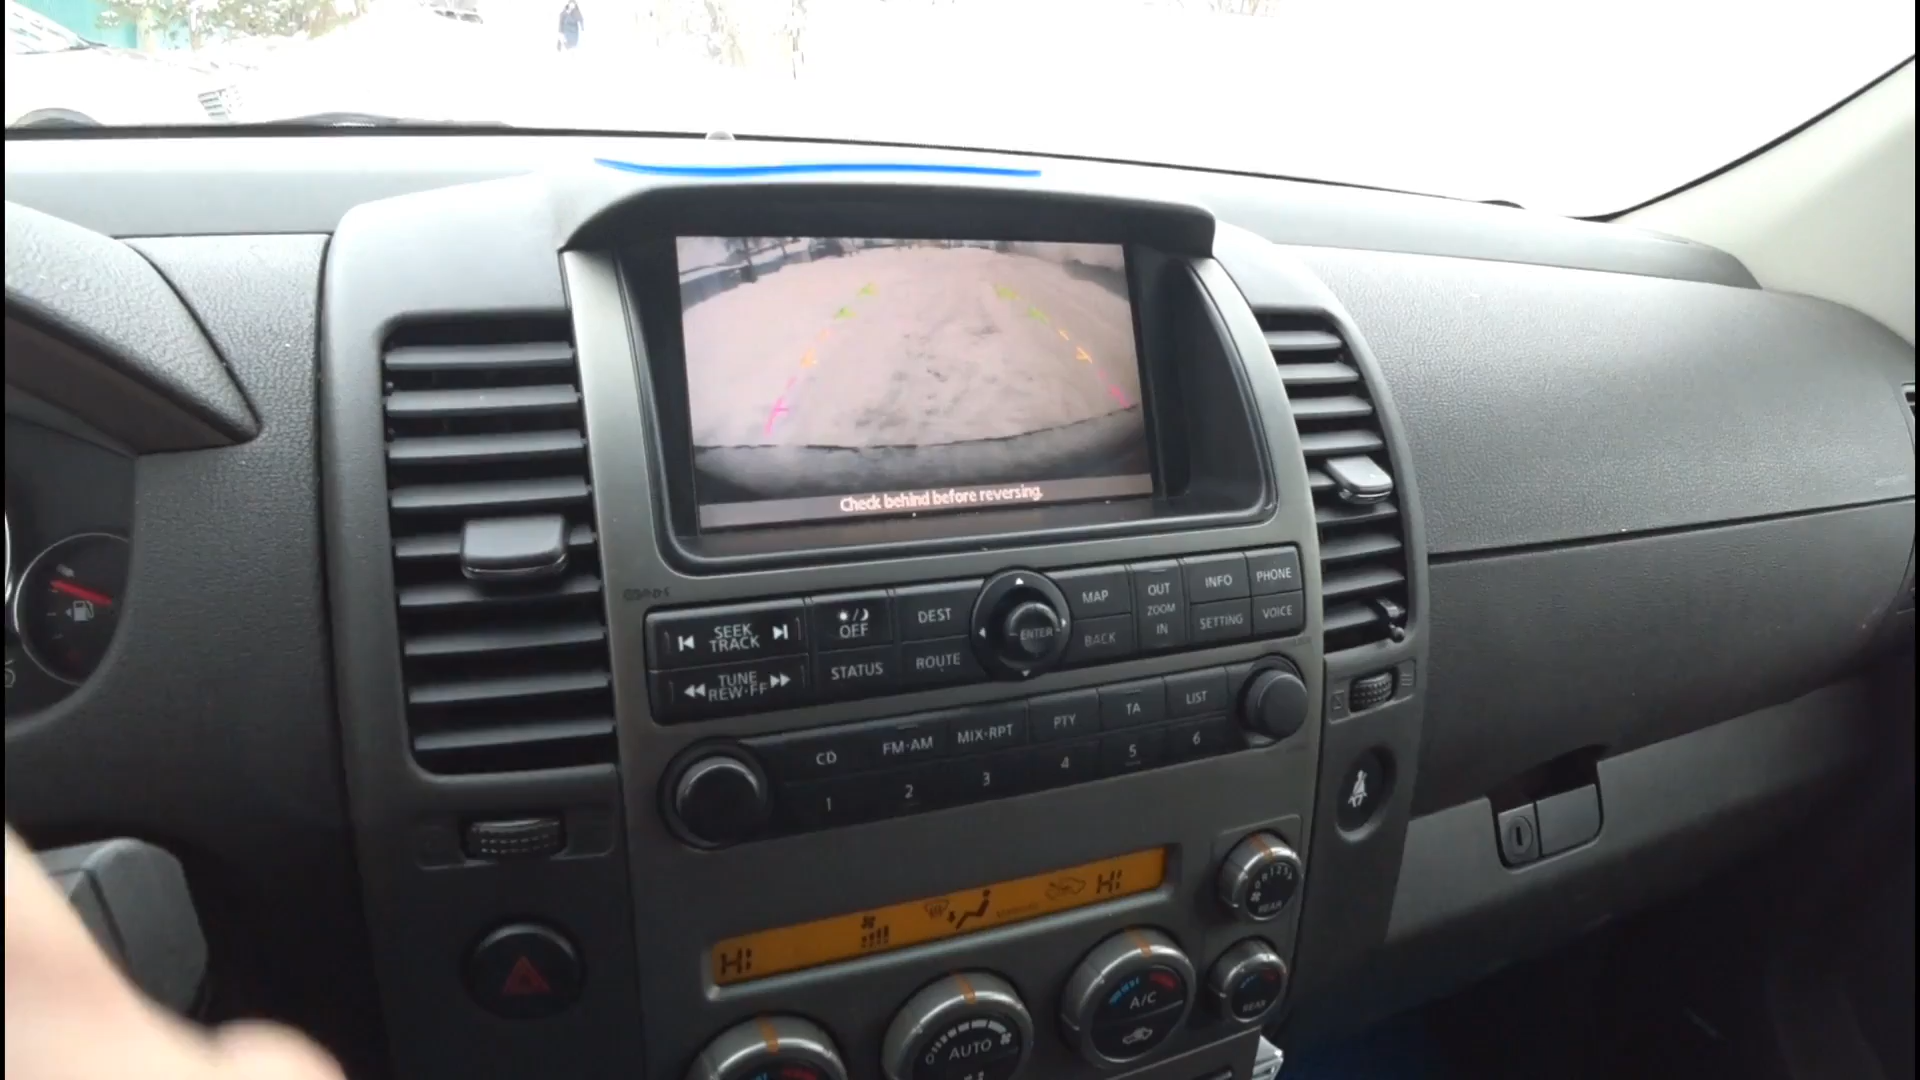 Check behind before reversing.
SEEK
TRACK
OFF
DEST
ENTER
MAP
OUT
ZOOM
IN
INFO
PHONE
TUNE
REW·FF
STATUS
ROUTE
BACK
SETTING
VOICE
CD
FM·AM
MIX·RPT
PTY
TA
LIST
1
2
3
4
5
6
HI
HI
AUTO
A/C
REAR
REAR